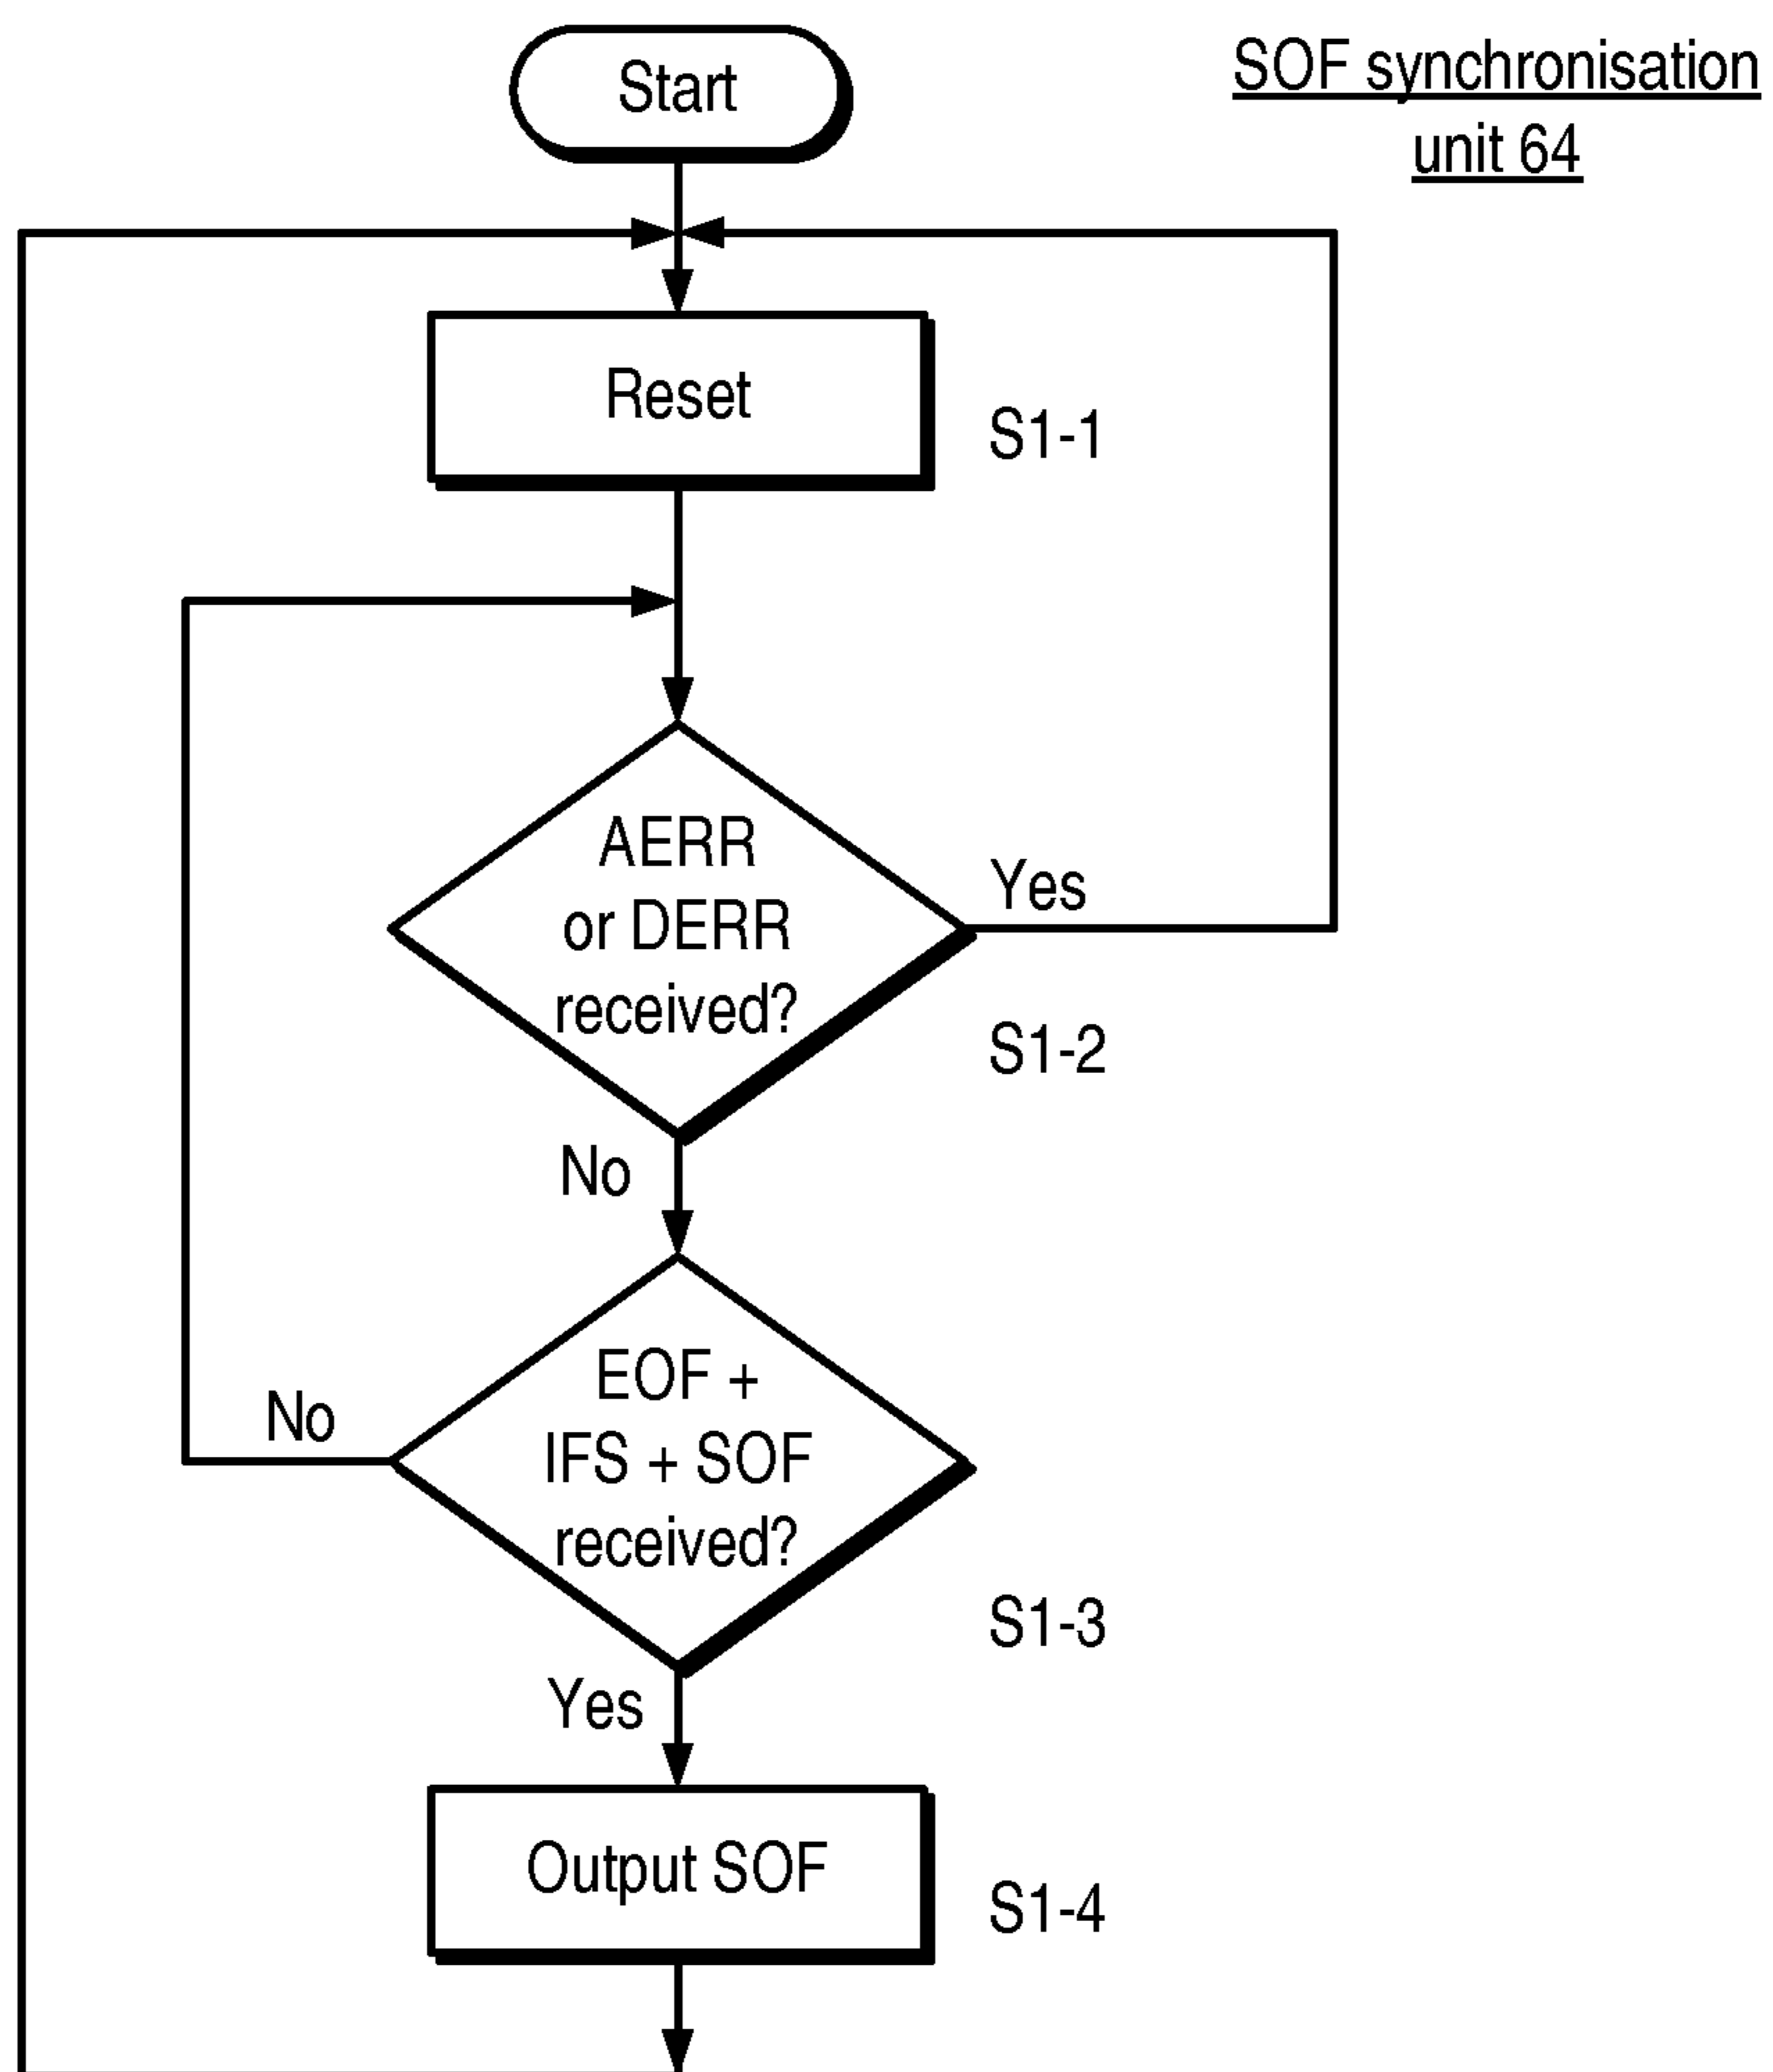 Start
SOF synchronisation
unit 64
Reset
S1-1
AERR
or DERR
received?
Yes
S1-2
No
EOF +
IFS + SOF
received?
No
S1-3
Yes
Output SOF
S1-4